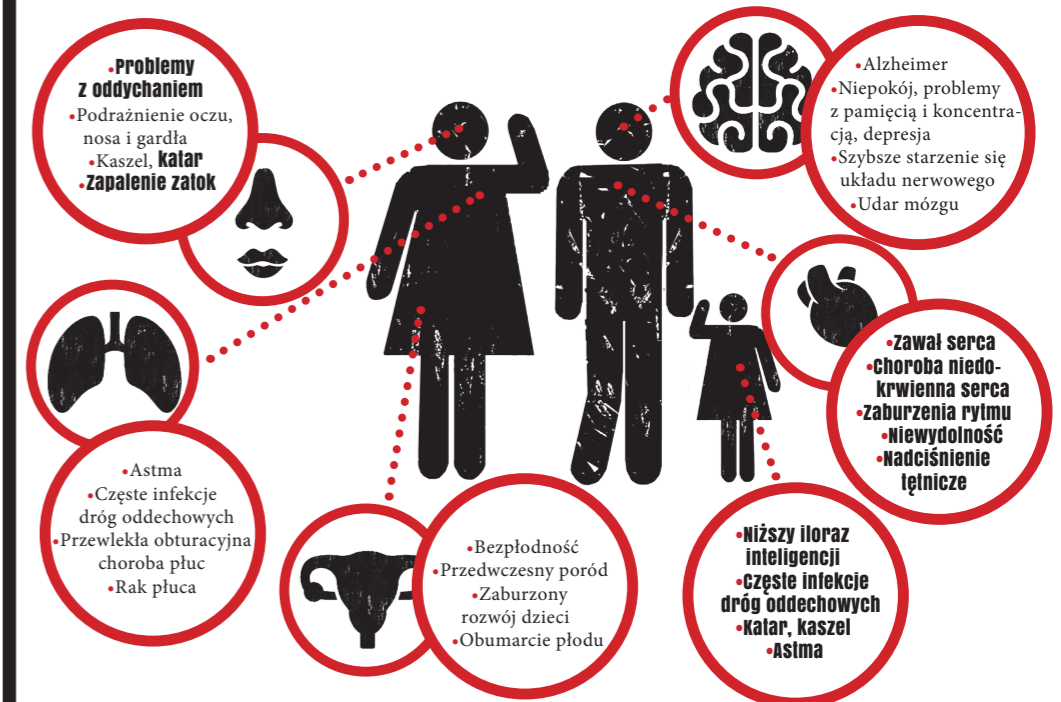 •Problemy
z oddychaniem
•Podrażnienie oczu,
nosa i gardła
•Kaszel, katar
•Zapalenie zatok
•Alzheimer
•Niepokój, problemy
z pamięcią i koncentra-
cją, depresja
•Szybsze starzenie się
układu nerwowego
•Udar mózgu
•Zawał serca
•Choroba niedo-
krwienna serca
•Zaburzenia rytmu
•Niewydolność
•Nadciśnienie
tętnicze
•Astma
•Częste infekcje
dróg oddechowych
•Przewlekła obturacyjna
choroba płuc
•Rak płuca
•Bezpłodność
•Przedwczesny poród
•Zaburzony
rozwój dzieci
•Obumarcie płodu
•Niższy iloraz
inteligencji
•Częste infekcje
dróg oddechowych
•Katar, kaszel
•Astma